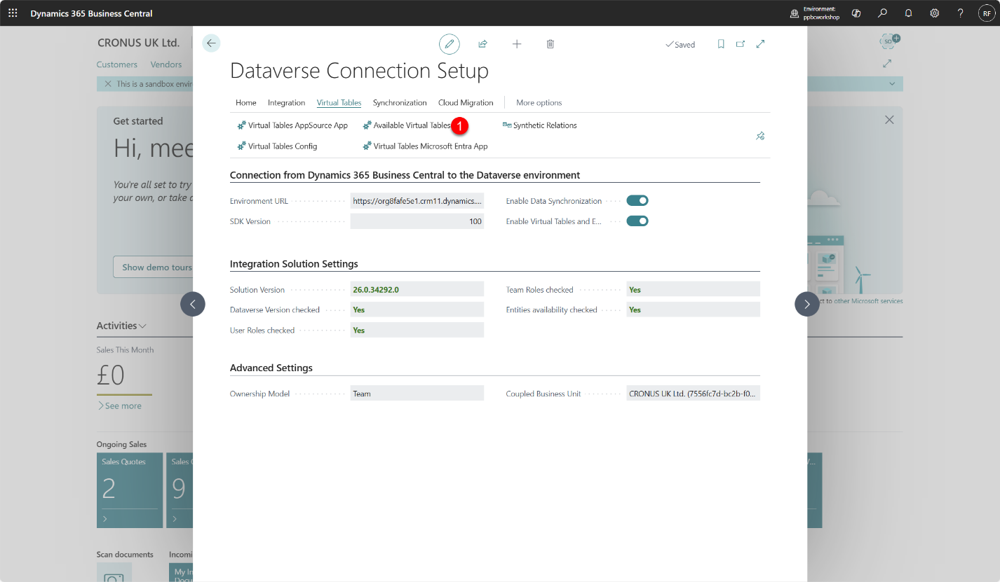 Dynamics 365 Business Central
Environment:
ppbcworkshop
RF
CRONUS UK Ltd.
SO
Saved
Dataverse Connection Setup
Customers Vendors
This is a sandbox
Home Integration Virtual Tables Synchronization Cloud Migration More options
Virtual Tables AppSource App Available Virtual Tables 1 Synthetic Relations
Virtual Tables Config Virtual Tables Microsoft Entra App
Get started
Hi,
You're all set to try
your own, or take
Show demo tours
Connection from Dynamics 365 Business Central to the Dataverse environment
Environment URL https://org8fafe5e1.crm11.dynamics.... Enable Data Synchronization
SDK Version 100 Enable Virtual Tables and E...
Integration Solution Settings
Solution Version 26.0.34292.0 Team Roles checked Yes
Dataverse Version checked Yes Entities availability checked Yes
User Roles checked Yes
to other Microsoft services
Activities
Sales This Month
£0
See more
Advanced Settings
Ownership Model Team Coupled Business Unit CRONUS UK Ltd. (7556fc7d-bc2b-f0...
Ongoing Sales
Sales Quotes
2
Sales
9
Scan documents
My